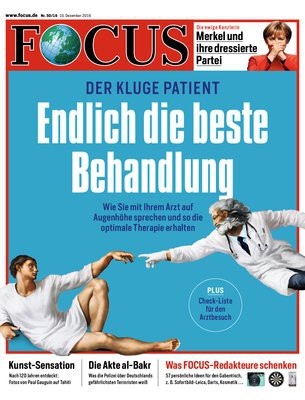 www.focus.de Nr. 50/16 10. Dezember 2016
FOCUS
Die ewige Kanzlerin
Merkel und
ihre dressierte
Partei
DER KLUGE PATIENT
Endlich die beste
Behandlung
Wie Sie mit Ihrem Arzt auf
Augenhöhe sprechen und so die
optimale Therapie erhalten
PLUS
Check-Liste
für den
Arztbesuch
Kunst-Sensation
Nach 120 Jahren entdeckt:
Fotos von Paul Gauguin auf Tahiti
Die Akte al-Bakr
Was die Polizei über Deutschlands
gefährlichsten Terroristen weiß
Was FOCUS-Redakteure schenken
57 persönliche Ideen für den Gabentisch,
z. B. Sofortbild-Leica, Darts, Kosmetik ...